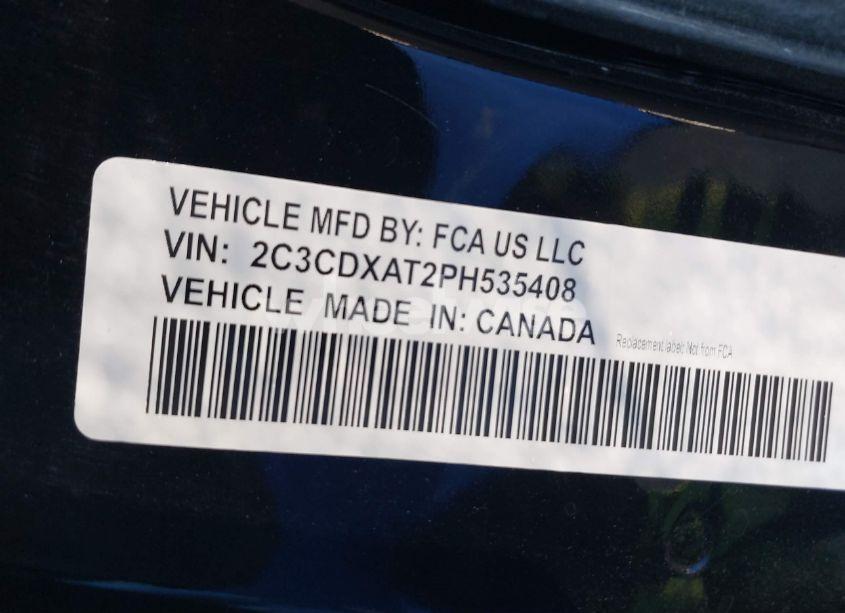 VEHICLE MFD BY: FCA US LLC
VIN: 2C3CDXAT2PH535408
VEHICLE MADE IN: CANADA
Replacement label: Not from FCA